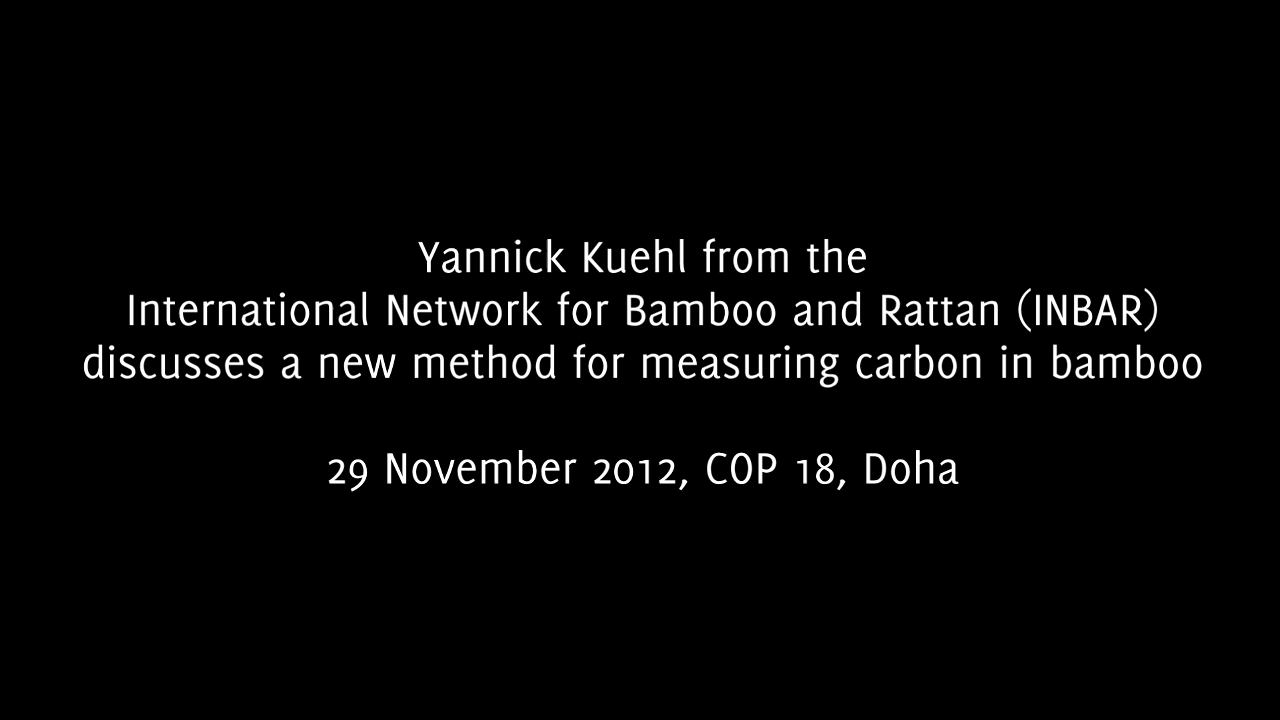 Yannick Kuehl from the
International Network for Bamboo and Rattan (INBAR)
discusses a new method for measuring carbon in bamboo
29 November 2012, COP 18, Doha